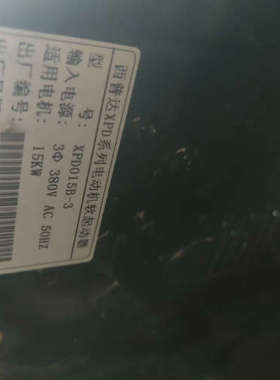 西普达XPD系列电动机软起动器
型 号: XPD015B-3
输入电源: 3Φ 380V AC 50HZ
适用电机: 15KW
出厂编号: